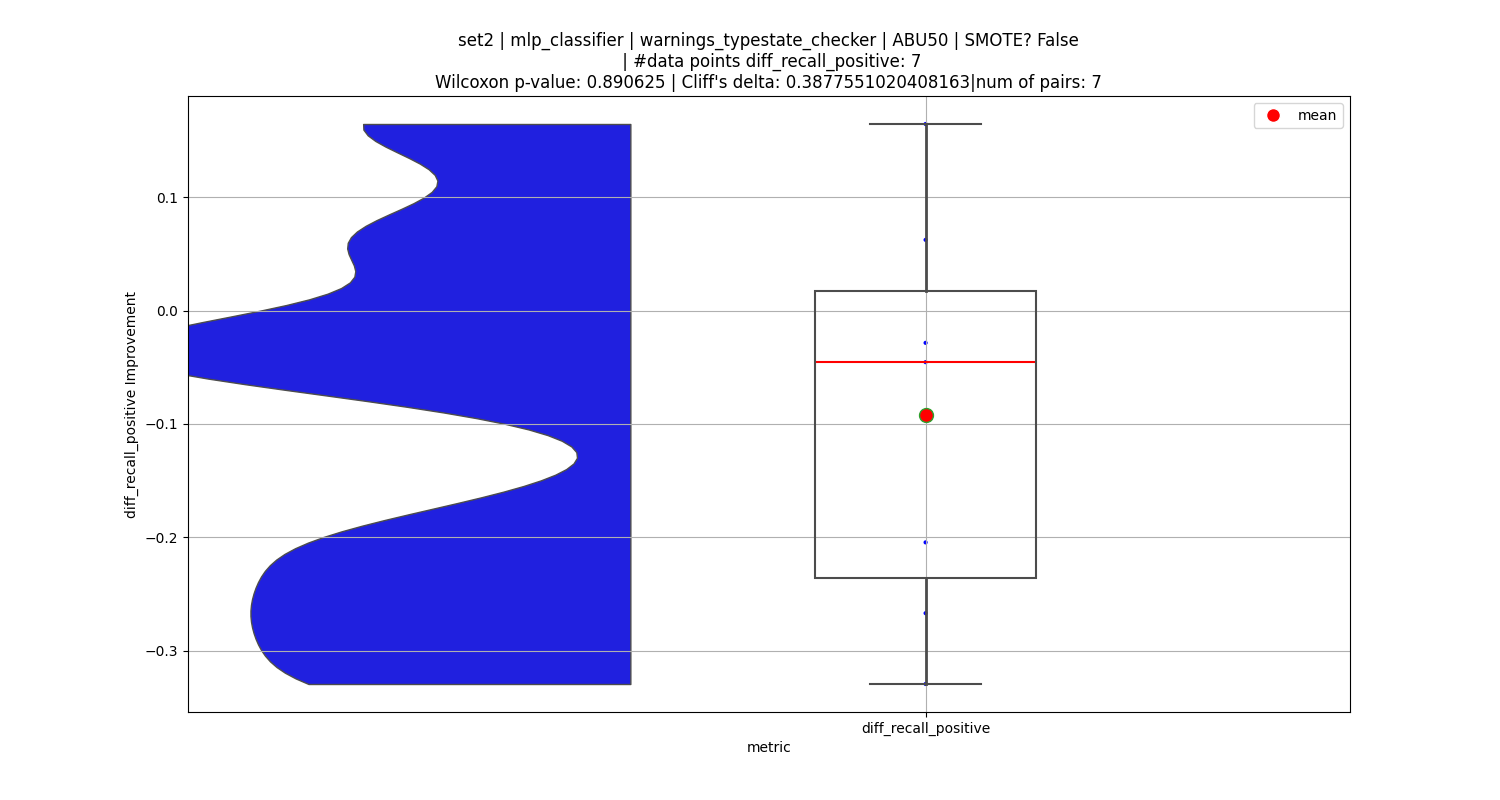 set2 | mlp_classifier | warnings_typestate_checker | ABU50 | SMOTE? False
| #data points diff_recall_positive: 7
Wilcoxon p-value: 0.890625 | Cliff's delta: 0.3877551020408163|num of pairs: 7
mean
0.1
0.0
−0.1
−0.2
−0.3
diff_recall_positive Improvement
diff_recall_positive
metric